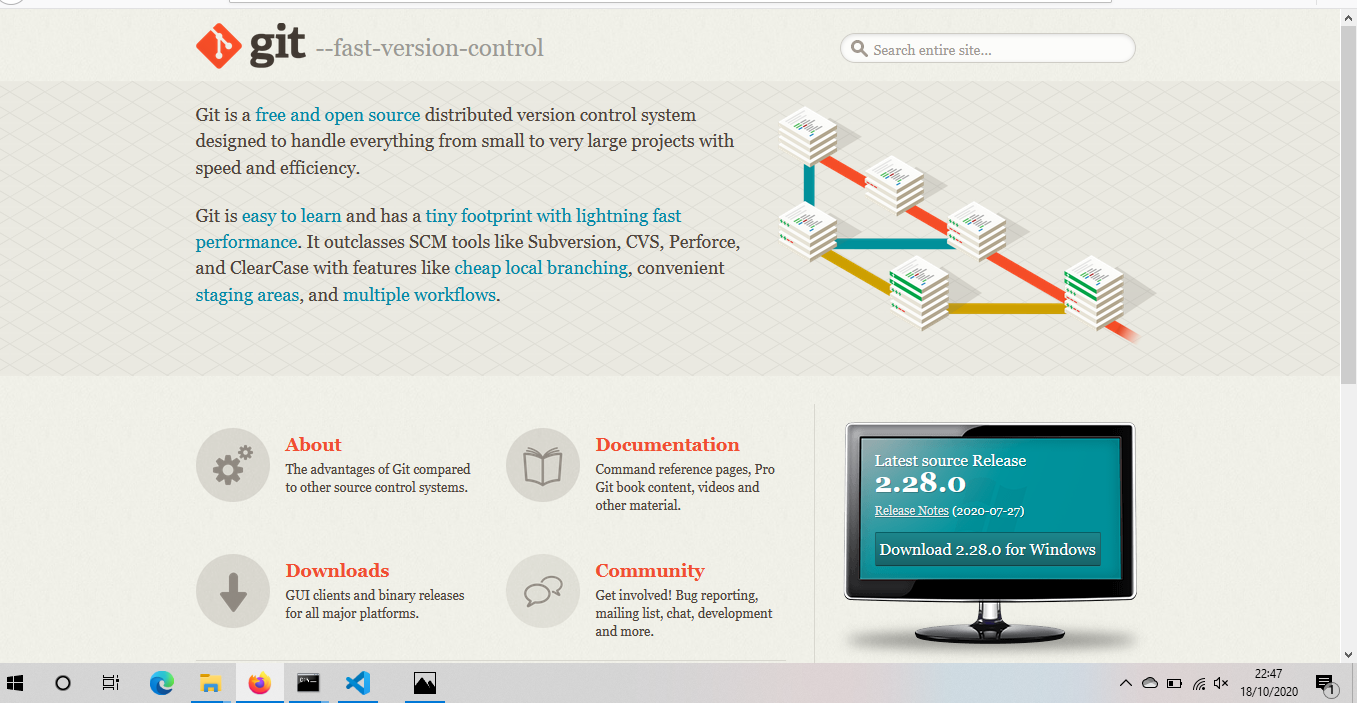 git --fast-version-control
Search entire site...
Git is a free and open source distributed version control system
designed to handle everything from small to very large projects with
speed and efficiency.
Git is easy to learn and has a tiny footprint with lightning fast
performance. It outclasses SCM tools like Subversion, CVS, Perforce,
and ClearCase with features like cheap local branching, convenient
staging areas, and multiple workflows.
About
The advantages of Git compared
to other source control systems.
Documentation
Command reference pages, Pro
Git book content, videos and
other material.
Downloads
GUI clients and binary releases
for all major platforms.
Community
Get involved! Bug reporting,
mailing list, chat, development
and more.
Latest source Release
2.28.0
Release Notes (2020-07-27)
Download 2.28.0 for Windows
22:47
18/10/2020
1